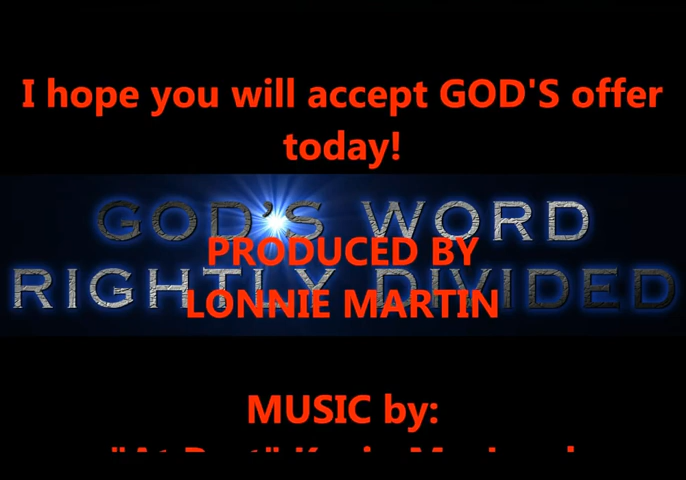 I hope you will accept GOD'S offer
today!
GOD'S WORD
PRODUCED BY
RIGHTLY DIVIDED
LONNIE MARTIN
MUSIC by: